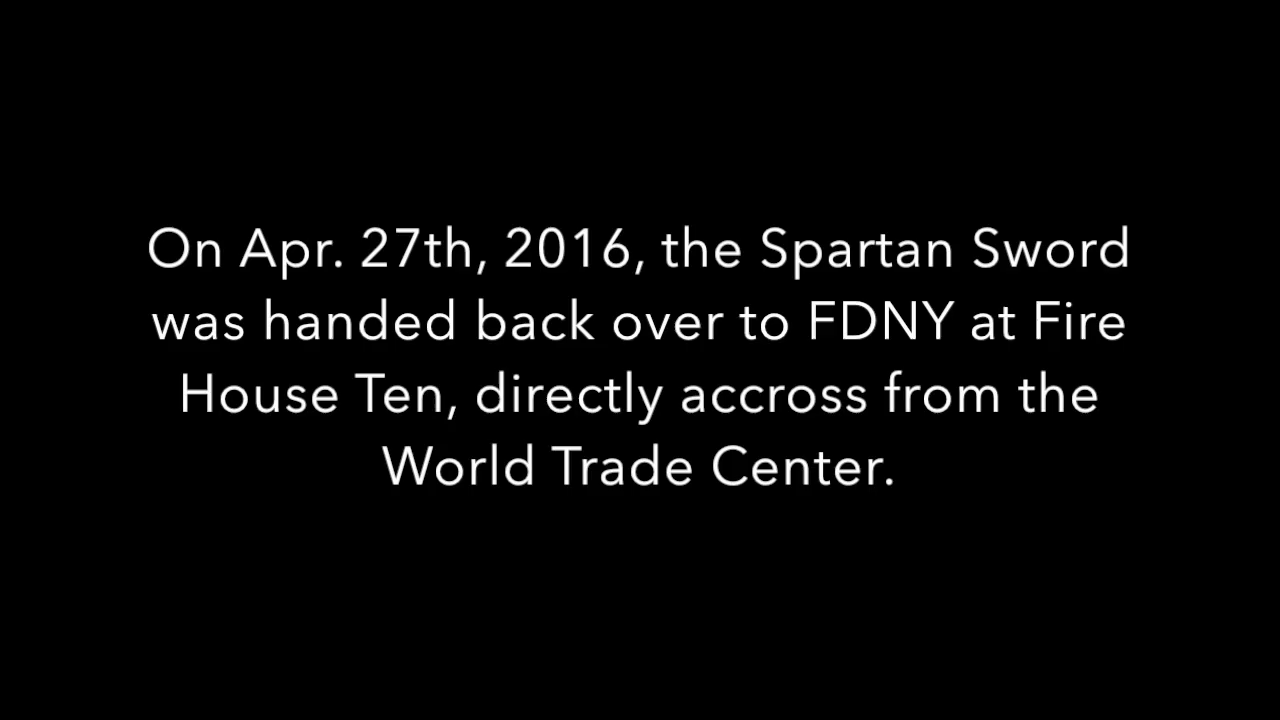 On Apr. 27th, 2016, the Spartan Sword
was handed back over to FDNY at Fire
House Ten, directly accross from the
World Trade Center.